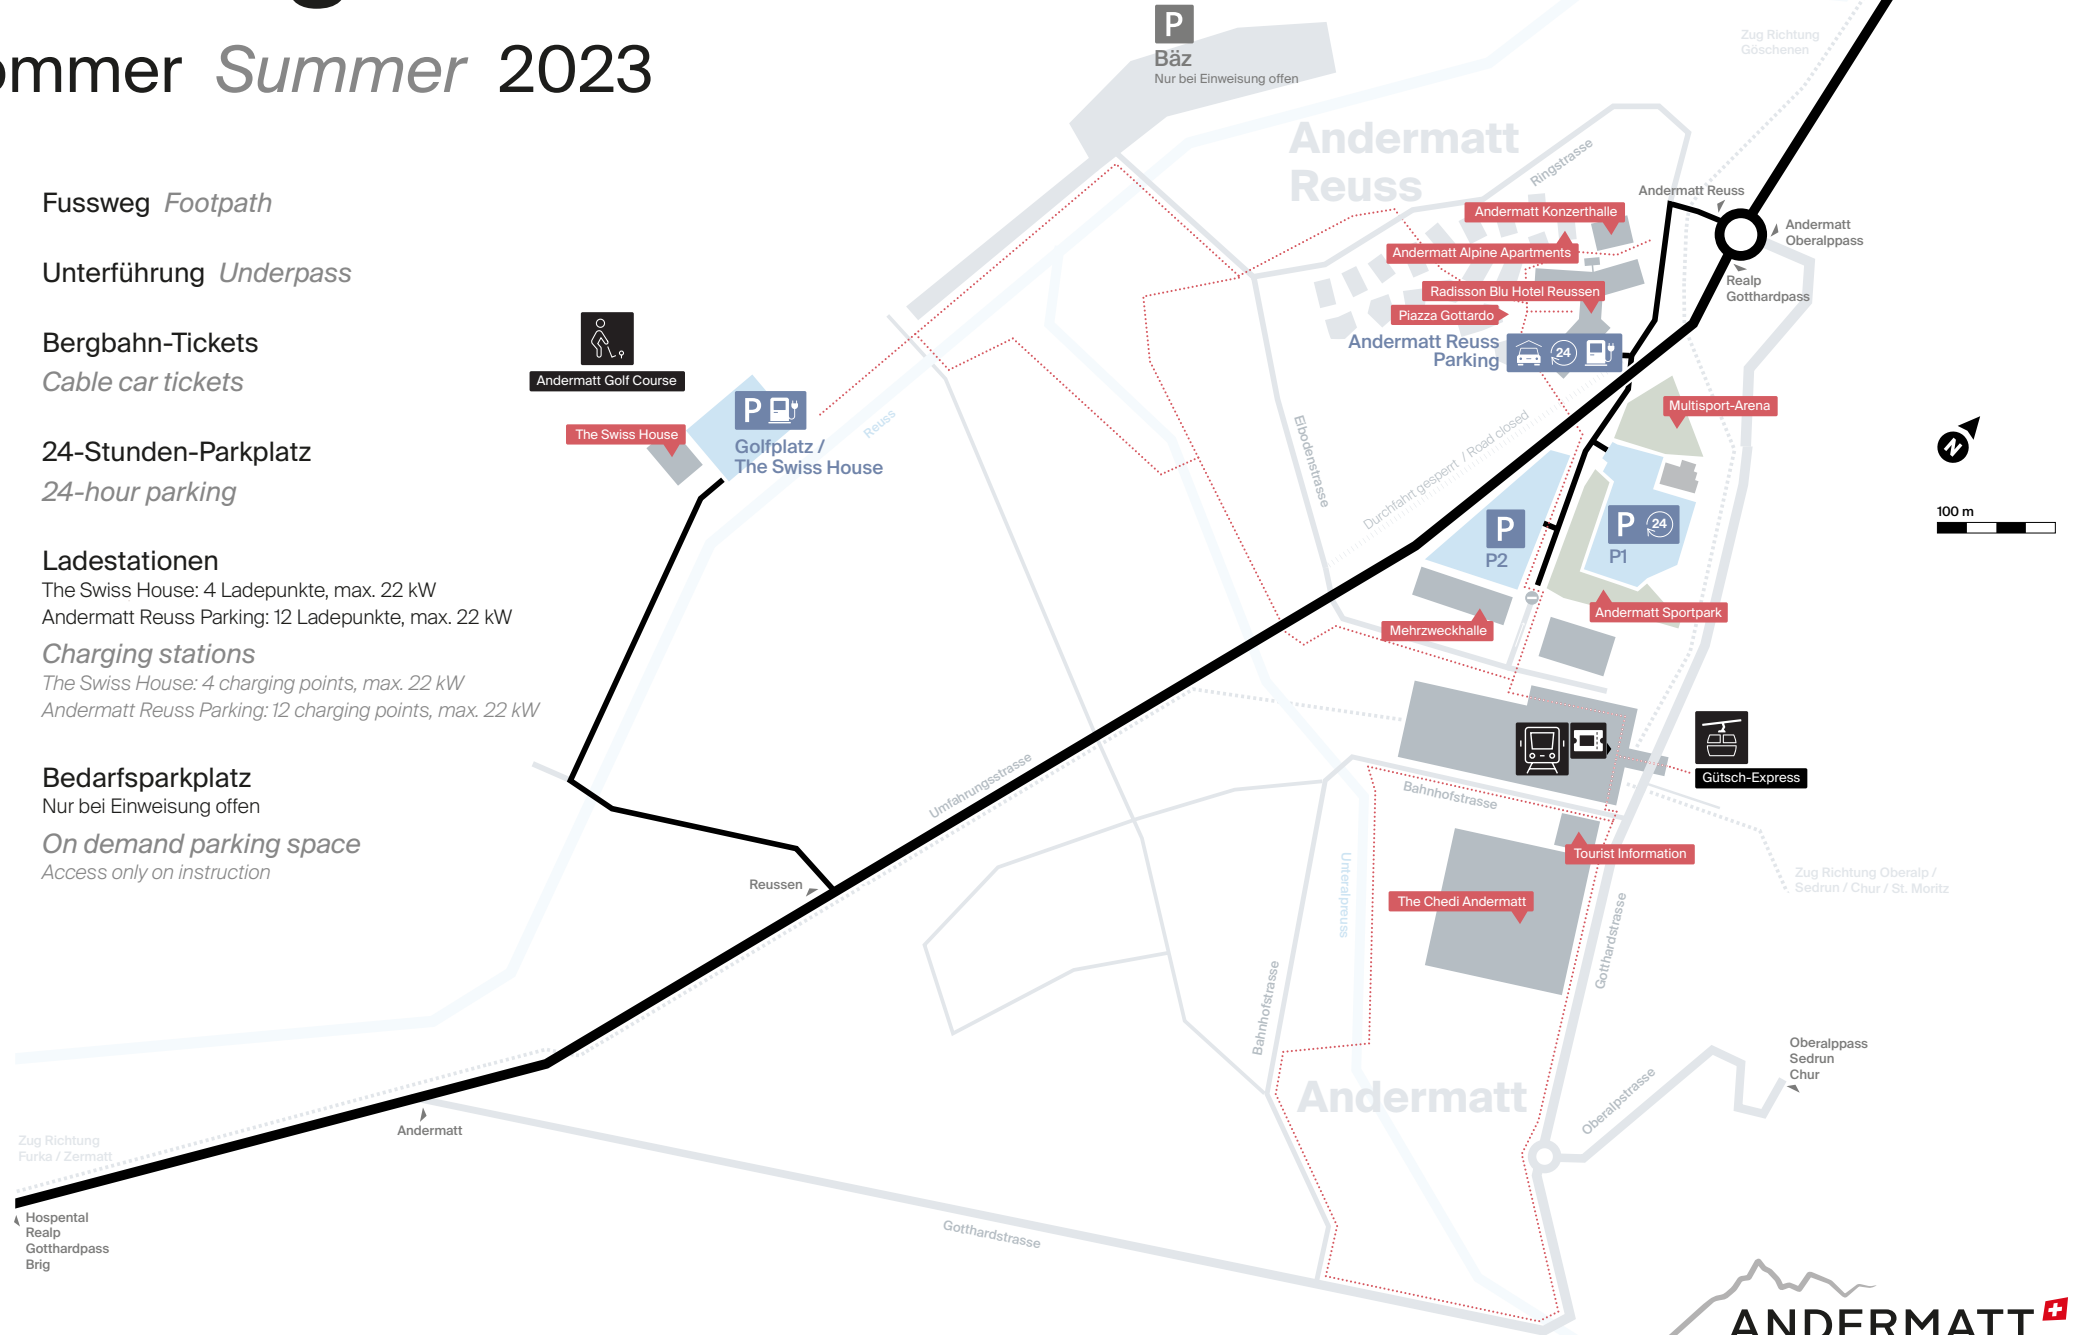 ommer Summer 2023
Fussweg Footpath
Unterführung Underpass
Bergbahn-Tickets
Cable car tickets
24-Stunden-Parkplatz
24-hour parking
Ladestationen
The Swiss House: 4 Ladepunkte, max. 22 kW
Andermatt Reuss Parking: 12 Ladepunkte, max. 22 kW
Charging stations
The Swiss House: 4 charging points, max. 22 kW
Andermatt Reuss Parking: 12 charging points, max. 22 kW
Bedarfsparkplatz
Nur bei Einweisung offen
On demand parking space
Access only on instruction
P
Bäz
Nur bei Einweisung offen
Zug Richtung
Göschenen
Andermatt
Reuss
Ringstrasse
Andermatt Reuss
Andermatt
Oberalppass
Realp
Gotthardpass
Andermatt Konzerthalle
Andermatt Alpine Apartments
Radisson Blu Hotel Reussen
Piazza Gottardo
Andermatt Reuss
Parking
24
Andermatt Golf Course
The Swiss House
P
Golfplatz /
The Swiss House
Reuss
Eibodenstrasse
Durchfahrt gesperrt / Road closed
Multisport-Arena
P
P2
P 24
P1
N
100 m
Andermatt Sportpark
Mehrzweckhalle
Gütsch-Express
Bahnhofstrasse
Umfahrungsstrasse
Tourist Information
The Chedi Andermatt
Unteralpreuss
Gotthardstrasse
Zug Richtung Oberalp /
Sedrun / Chur / St. Moritz
Reussen
Bahnhofstrasse
Andermatt
Oberalpstrasse
Oberalppass
Sedrun
Chur
Andermatt
Zug Richtung
Furka / Zermatt
Hospental
Realp
Gotthardpass
Brig
Gotthardstrasse
ANDERMATT